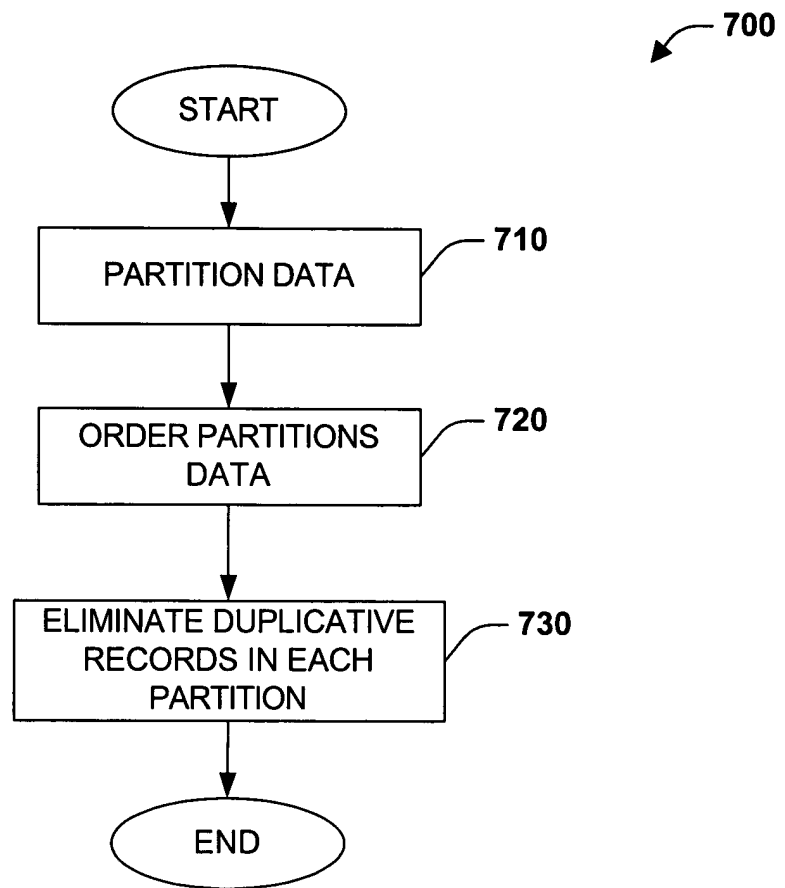 700
START
710
PARTITION DATA
720
ORDER PARTITIONS
DATA
730
ELIMINATE DUPLICATIVE
RECORDS IN EACH
PARTITION
END